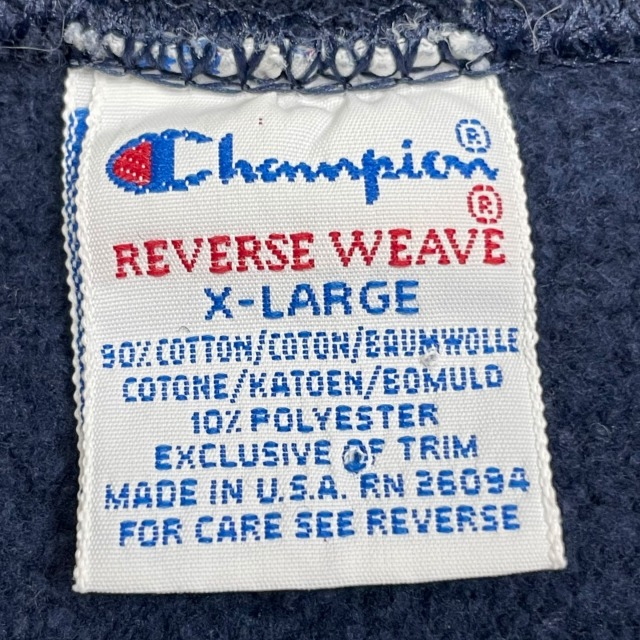 Champion®
®
REVERSE WEAVE
X-LARGE
90% COTTON/COTON/BAUMWOLLE
COTONE/KATOEN/BOMULD
10% POLYESTER
EXCLUSIVE OF TRIM
MADE IN U.S.A. RN 26094
FOR CARE SEE REVERSE